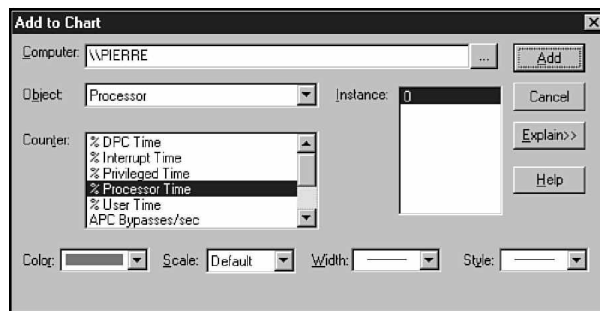 Add to Chart
Computer: \\PIERRE
...
Add
Object: Processor
Instance: 0
Cancel
Counter:
% DPC Time
% Interrupt Time
% Privileged Time
% Processor Time
% User Time
APC Bypasses/sec
Explain>>
Help
Color:
Scale: Default
Width:
Style: